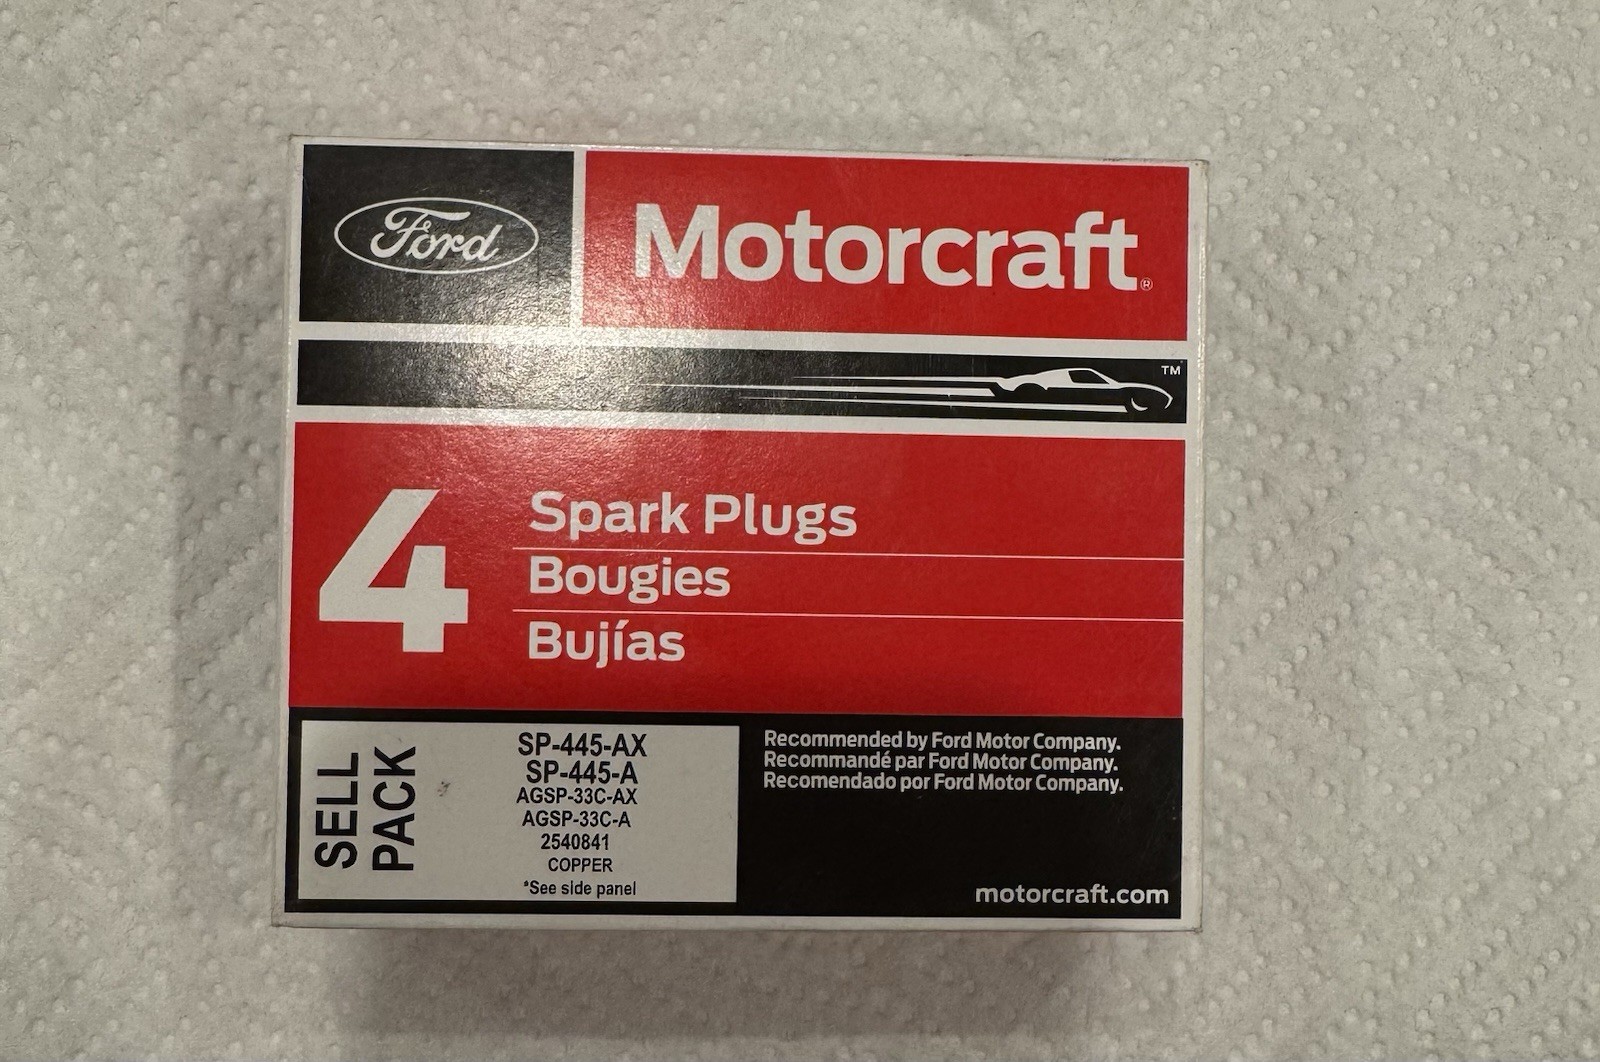 Ford
Motorcraft®
TM
4
Spark Plugs
Bougies
Bujías
SELL
PACK
SP-445-AX
SP-445-A
AGSP-33C-AX
AGSP-33C-A
2540841
COPPER
*See side panel
Recommended by Ford Motor Company.
Recommandé par Ford Motor Company.
Recomendado por Ford Motor Company.
motorcraft.com